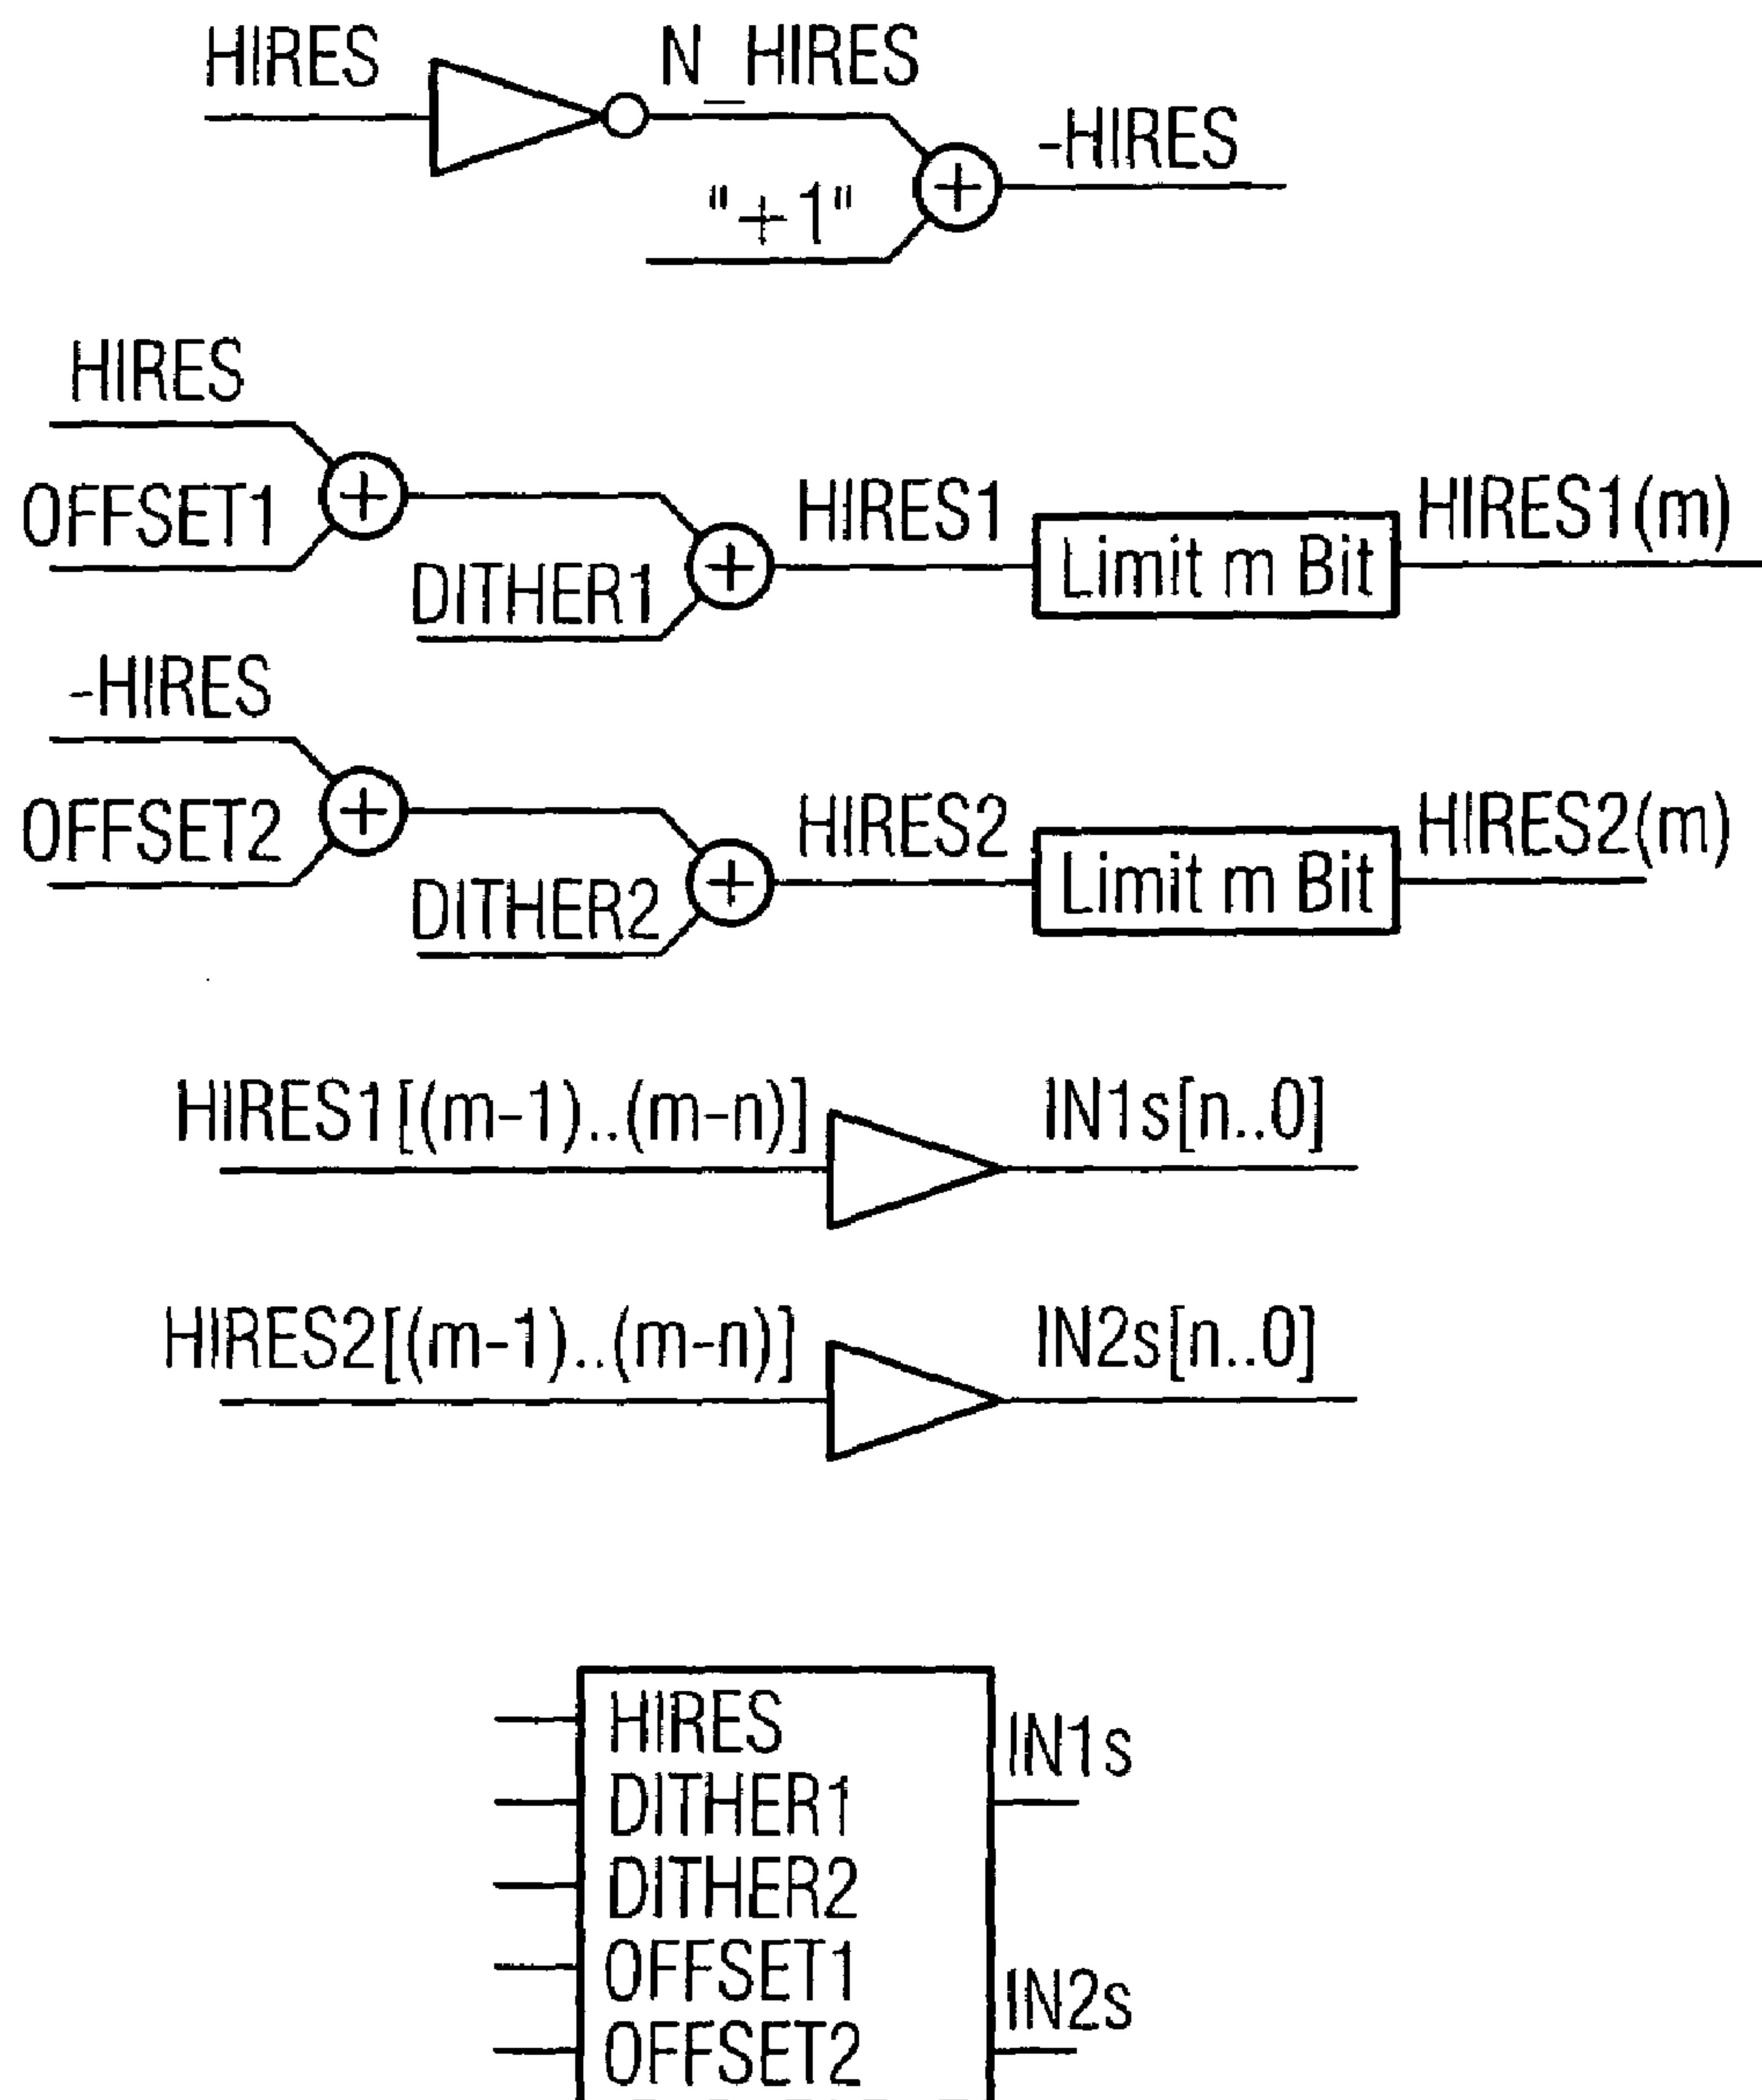 HIRES
N_HIRES
-HIRES
"+1"
HIRES
OFFSET1
DITHER1
HIRES1
Limit m Bit
HIRES1(m)
-HIRES
OFFSET2
DITHER2
HIRES2
Limit m Bit
HIRES2(m)
HIRES1[(m-1)..(m-n)]
IN1s[n..0]
HIRES2[(m-1)..(m-n)]
IN2s[n..0]
HIRES
DITHER1
DITHER2
OFFSET1
OFFSET2
IN1s
IN2s